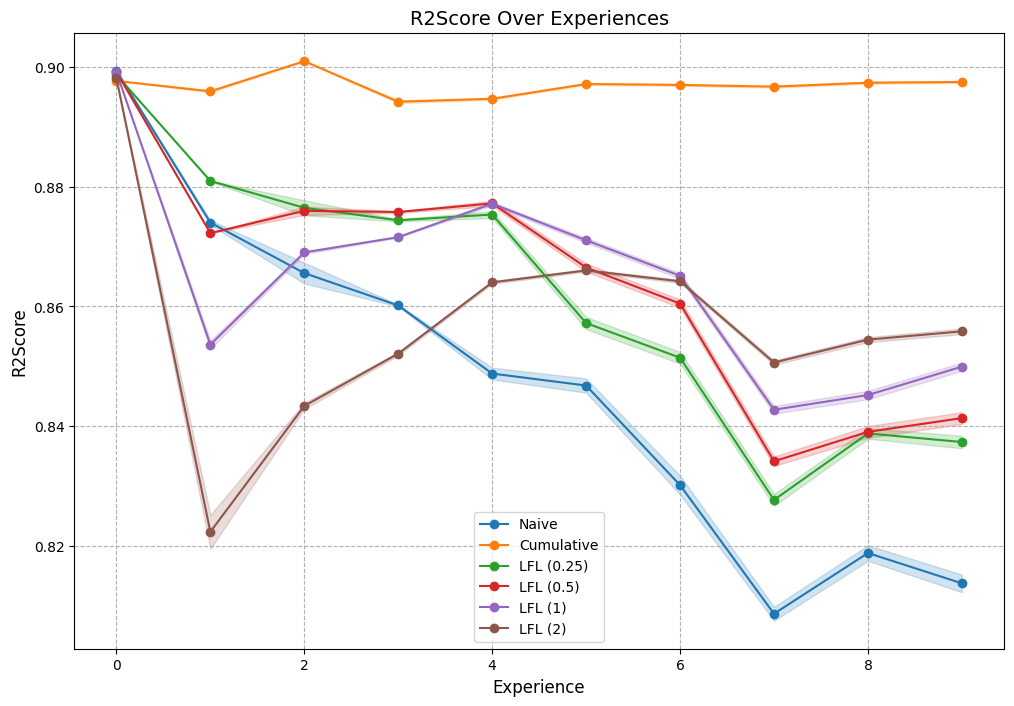 R2Score Over Experiences
R2Score
0.90
0.88
0.86
0.84
0.82
0
2
4
6
8
Experience
Naive
Cumulative
LFL (0.25)
LFL (0.5)
LFL (1)
LFL (2)